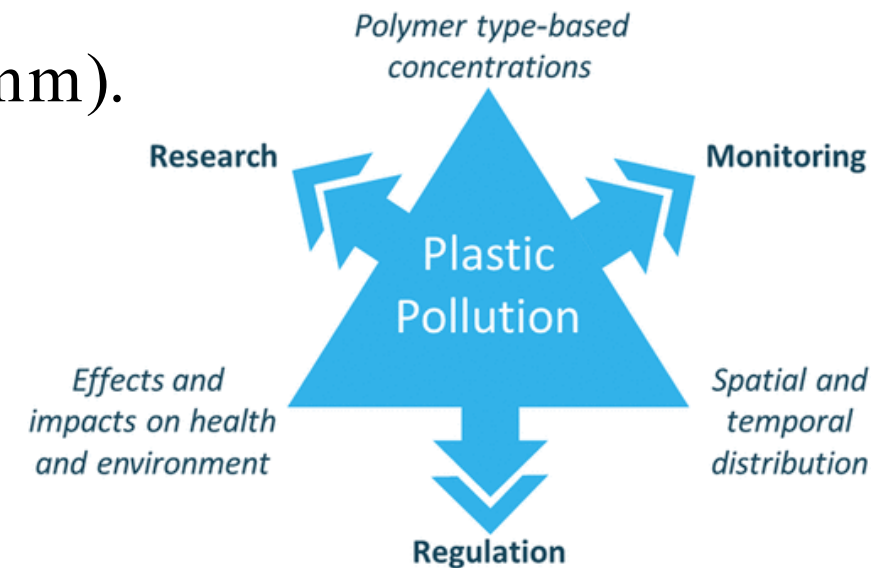 Polymer type-based
concentrations
mm).
Research
Monitoring
Plastic
Pollution
Effects and
impacts on health
and environment
Spatial and
temporal
distribution
Regulation